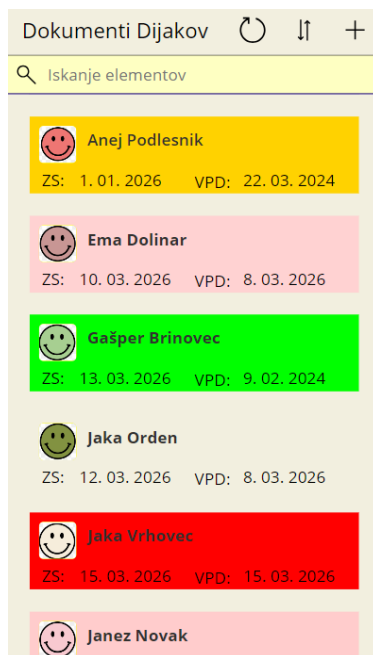 Dokumenti Dijakov
Iskanje elementov
Anej Podlesnik
ZS: 1. 01. 2026 VPD: 22. 03. 2024
Ema Dolinar
ZS: 10. 03. 2026 VPD: 8. 03. 2026
Gašper Brinovec
ZS: 13. 03. 2026 VPD: 9. 02. 2024
Jaka Orden
ZS: 12. 03. 2026 VPD: 8. 03. 2026
Jaka Vrhovec
ZS: 15. 03. 2026 VPD: 15. 03. 2026
Janez Novak